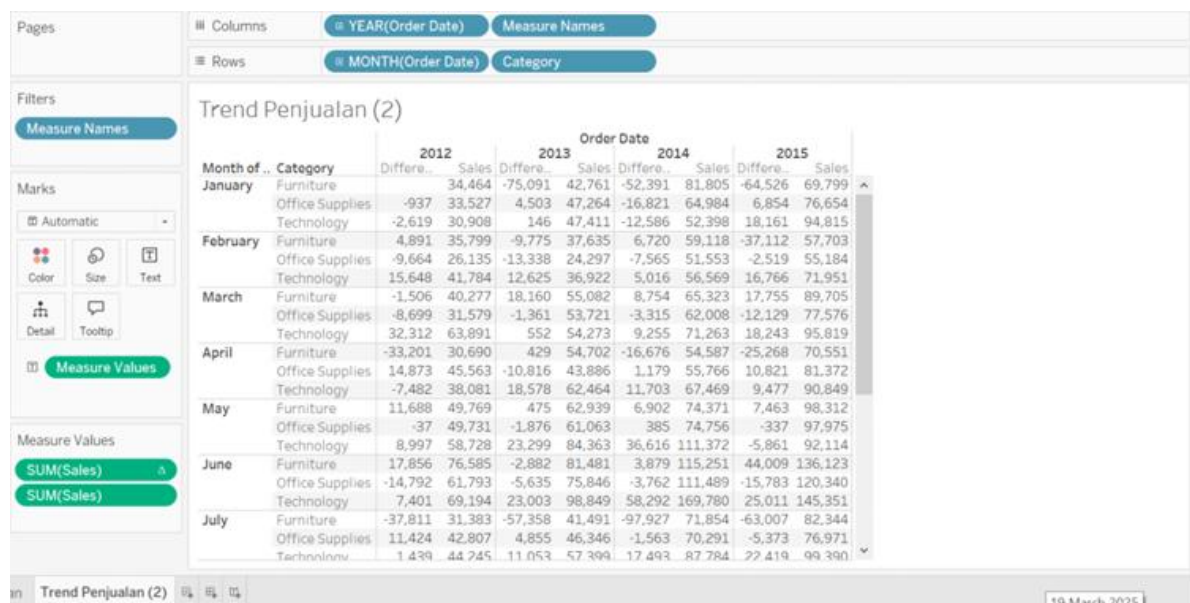 Pages
Columns YEAR(Order Date) Measure Names
Rows MONTH(Order Date) Category
Filters
Measure Names
Marks
Automatic
Color Size Text
Detail Tooltip
Measure Values
Measure Values
SUM(Sales)
SUM(Sales)
Trend Penjualan (2)
Order Date
2012 2013 2014 2015
Month of .. Category Differe.. Sales Differe.. Sales Differe.. Sales Differe.. Sales
January Furniture 34,464 -75,091 42,761 -52,391 81,805 -64,526 69,799
Office Supplies -937 33,527 4,503 47,264 -16,821 64,984 6,854 76,654
Technology -2,619 30,908 146 47,411 -12,586 52,398 18,161 94,815
February Furniture 4,891 35,799 -9,775 37,635 6,720 59,118 -37,112 57,703
Office Supplies -9,664 26,135 -13,338 24,297 -7,565 51,553 -2,519 55,184
Technology 15,648 41,784 12,625 36,922 5,016 56,569 16,766 71,951
March Furniture -1,506 40,277 18,160 55,082 8,754 65,323 17,755 89,705
Office Supplies -8,699 31,579 -1,361 53,721 -3,315 62,008 -12,129 77,576
Technology 32,312 63,891 552 54,273 9,255 71,263 18,243 95,819
April Furniture -33,201 30,690 429 54,702 -16,676 54,587 -25,268 70,551
Office Supplies 14,873 45,563 -10,816 43,886 1,179 55,766 10,821 81,372
Technology -7,482 38,081 18,578 62,464 11,703 67,469 9,477 90,849
May Furniture 11,688 49,769 475 62,939 6,902 74,371 7,463 98,312
Office Supplies -37 49,731 -1,876 61,063 385 74,756 -337 97,975
Technology 8,997 58,728 23,299 84,363 36,616 111,372 -5,861 92,114
June Furniture 17,856 76,585 -2,882 81,481 3,879 115,251 44,009 136,123
Office Supplies -14,792 61,793 -5,635 75,846 -3,762 111,489 -15,783 120,340
Technology 7,401 69,194 23,003 98,849 58,292 169,780 25,011 145,351
July Furniture -37,811 31,383 -57,358 41,491 -97,927 71,854 -63,007 82,344
Office Supplies 11,424 42,807 4,855 46,346 -1,563 70,291 -5,373 76,971
Technology 1,439 44,245 11,053 57,399 17,493 87,784 22,419 99,390
Trend Penjualan (2)
19 March 2025